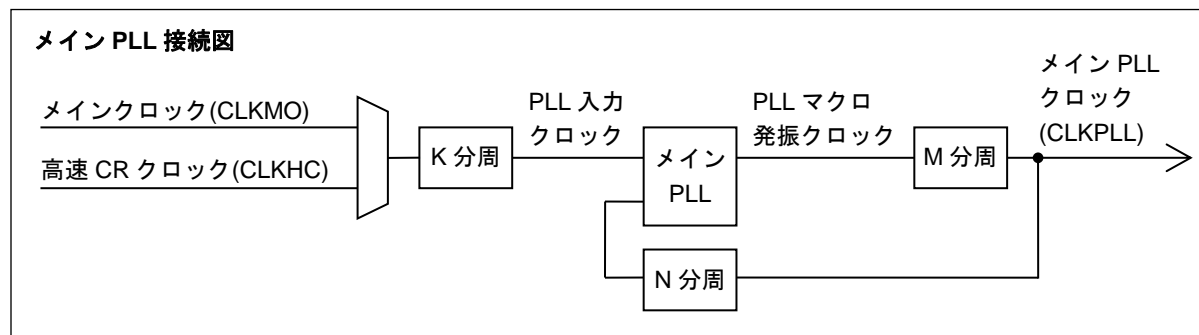 メイン PLL 接続図
メインクロック(CLKMO)
高速 CR クロック(CLKHC)
K 分周
PLL 入力
クロック
メイン
PLL
PLL マクロ
発振クロック
M 分周
メイン PLL
クロック
(CLKPLL)
N 分周